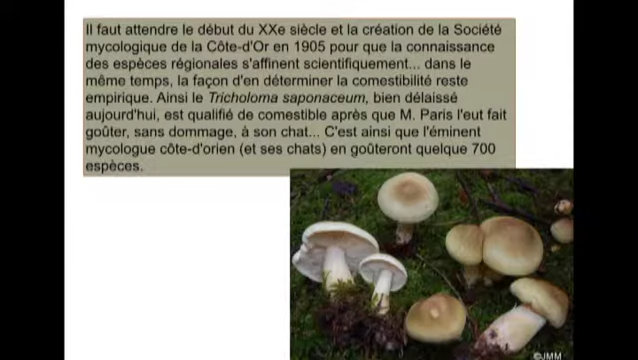 Il faut attendre le début du XXe siècle et la création de la Société
mycologique de la Côte-d'Or en 1905 pour que la connaissance
des espèces régionales s'affinent scientifiquement... dans le
même temps, la façon d'en déterminer la comestibilité reste
empirique. Ainsi le Tricholoma saponaceum, bien délaissé
aujourd'hui, est qualifié de comestible après que M. Paris l'eut fait
goûter, sans dommage, à son chat... C'est ainsi que l'éminent
mycologue côte-d'orien (et ses chats) en goûteront quelque 700
espèces.
©JMM